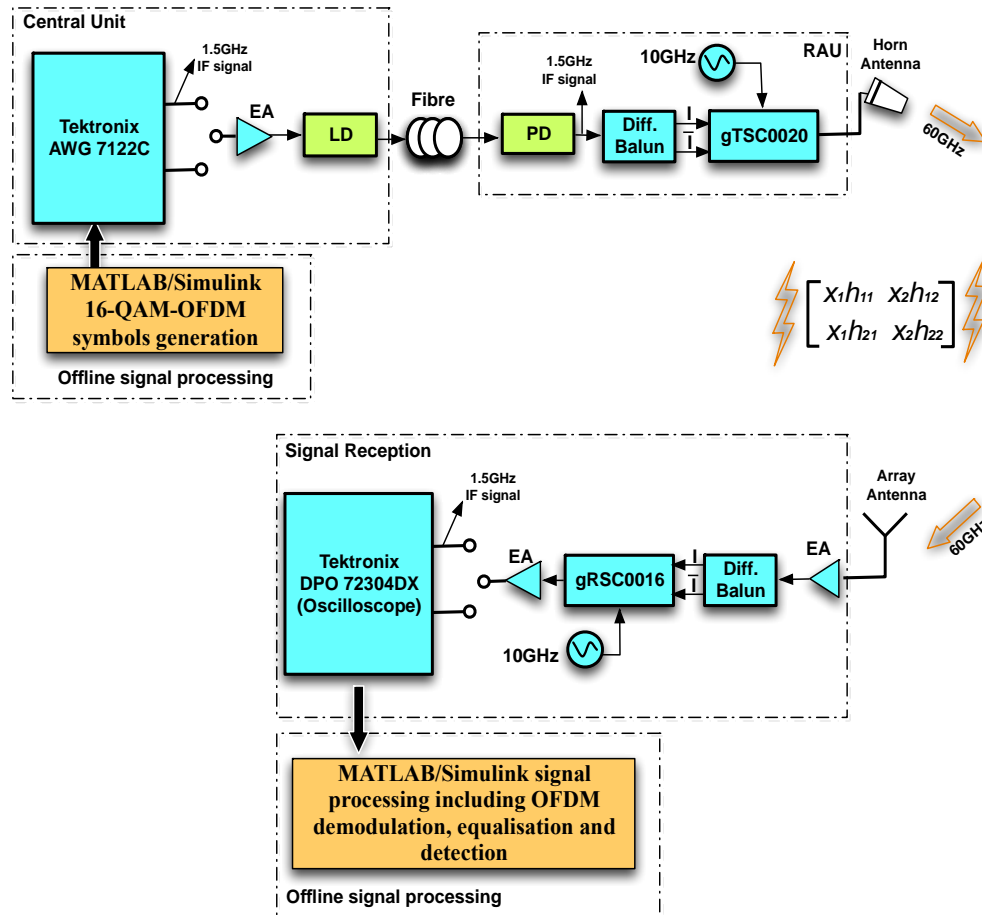 Central Unit
1.5GHz
IF signal
Tektronix
AWG 7122C
EA
LD
Fibre
MATLAB/Simulink
16-QAM-OFDM
symbols generation
Offline signal processing
RAU
1.5GHz
IF signal
10GHz
PD
Diff.
Balun
I
I
gTSC0020
Horn
Antenna
60GHz
x1h11 x2h12
x1h21 x2h22
Signal Reception
1.5GHz
IF signal
Tektronix
DPO 72304DX
(Oscilloscope)
EA
gRSC0016
10GHz
I
I
Diff.
Balun
EA
Array
Antenna
60GHz
MATLAB/Simulink signal
processing including OFDM
demodulation, equalisation and
detection
Offline signal processing